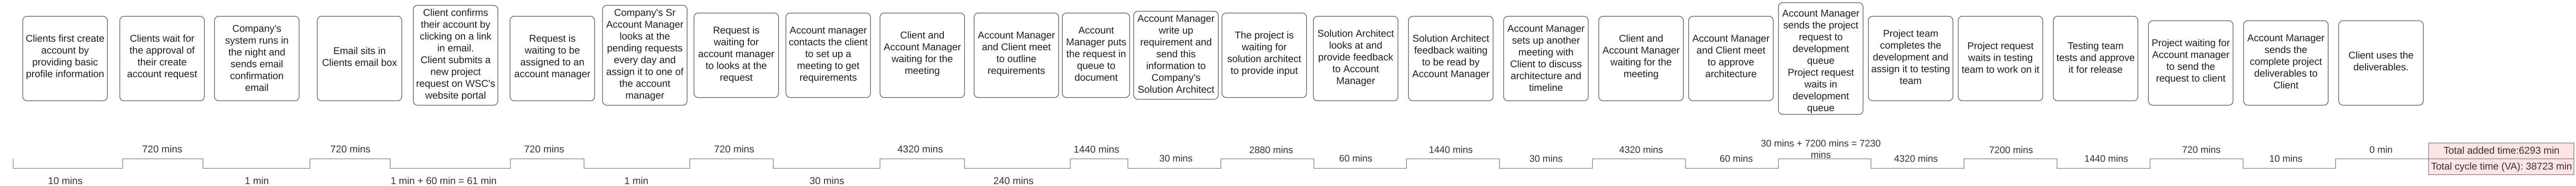 Clients first create
account by
providing basic
profile information
Clients wait for
the approval of
their create
account request
Company's
system runs in
the night and
sends email
confirmation
email
Email sits in
Clients email box
Client confirms
their account by
clicking on a link
in email.
Client submits a
new project
request on WSC's
website portal
Request is
waiting to be
assigned to an
account manager
Company's Sr
Account Manager
looks at the
pending requests
every day and
assign it to one of
the account
manager
Request is
waiting for
account manager
to looks at the
request
Account manager
contacts the client
to set up a
meeting to get
requirements
Client and
Account Manager
waiting for the
meeting
Account Manager
and Client meet
to outline
requirements
Account
Manager puts
the request in
queue to
document
Account Manager
write up
requirement and
send this
information to
Company's
Solution Architect
The project is
waiting for
solution architect
to provide input
Solution Architect
looks at and
provide feedback
to Account
Manager
Solution Architect
feedback waiting
to be read by
Account Manager
Account Manager
sets up another
meeting with
Client to discuss
architecture and
timeline
Client and
Account Manager
waiting for the
meeting
Account Manager
and Client meet
to approve
architecture
Account Manager
sends the project
request to
development
queue
Project request
waits in
development
queue
Project team
completes the
development and
assign it to testing
team
Project request
waits in testing
team to work on it
Testing team
tests and approve
it for release
Project waiting for
Account manager
to send the
request to client
Account Manager
sends the
complete project
deliverables to
Client
Client uses the
deliverables.
10 mins
720 mins
1 min
720 mins
1 min + 60 min = 61 min
720 mins
1 min
720 mins
30 mins
4320 mins
240 mins
1440 mins
30 mins
2880 mins
60 mins
1440 mins
30 mins
4320 mins
60 mins
30 mins + 7200 mins = 7230
mins
4320 mins
7200 mins
1440 mins
720 mins
10 mins
0 min
Total added time:6293 min
Total cycle time (VA): 38723 min